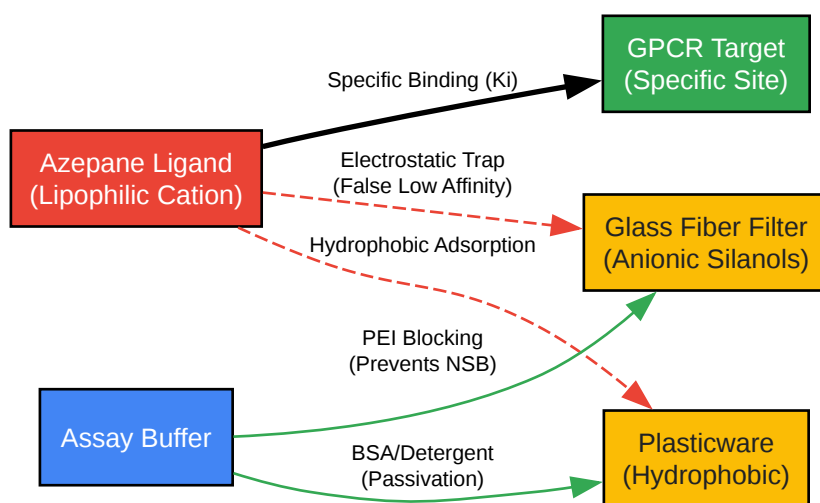 GPCR Target
(Specific Site)
Specific Binding (Ki)
Azepane Ligand
(Lipophilic Cation)
Electrostatic Trap
(False Low Affinity)
Glass Fiber Filter
(Anionic Silanols)
Hydrophobic Adsorption
PEI Blocking
(Prevents NSB)
Assay Buffer
BSA/Detergent
(Passivation)
Plasticware
(Hydrophobic)